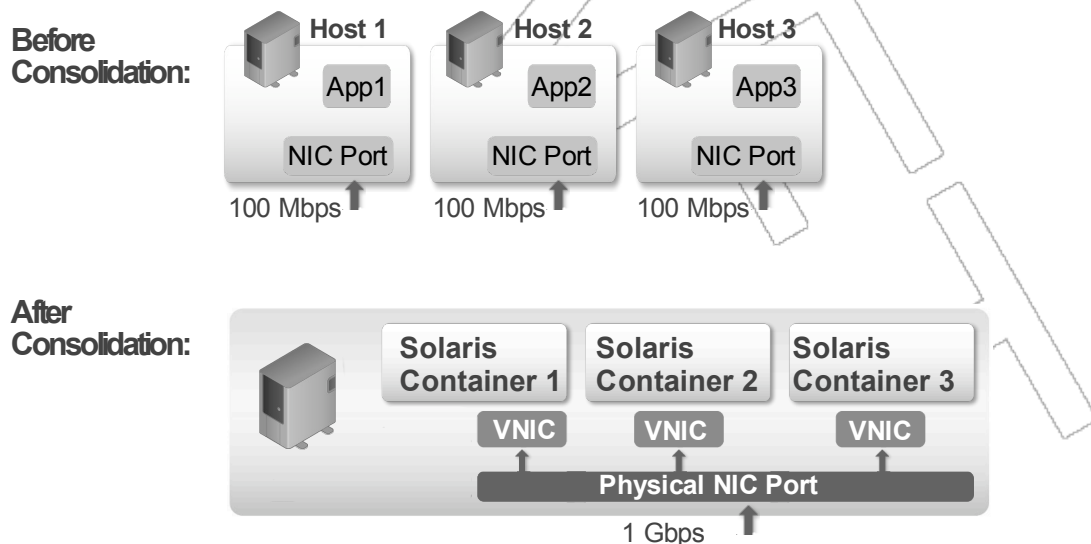 Before
Consolidation:
Host 1
Host 2
Host 3
App1
App2
App3
NIC Port
NIC Port
NIC Port
100 Mbps
100 Mbps
100 Mbps
After
Consolidation:
Solaris
Container 1
Solaris
Container 2
Solaris
Container 3
VNIC
VNIC
VNIC
Physical NIC Port
1 Gbps